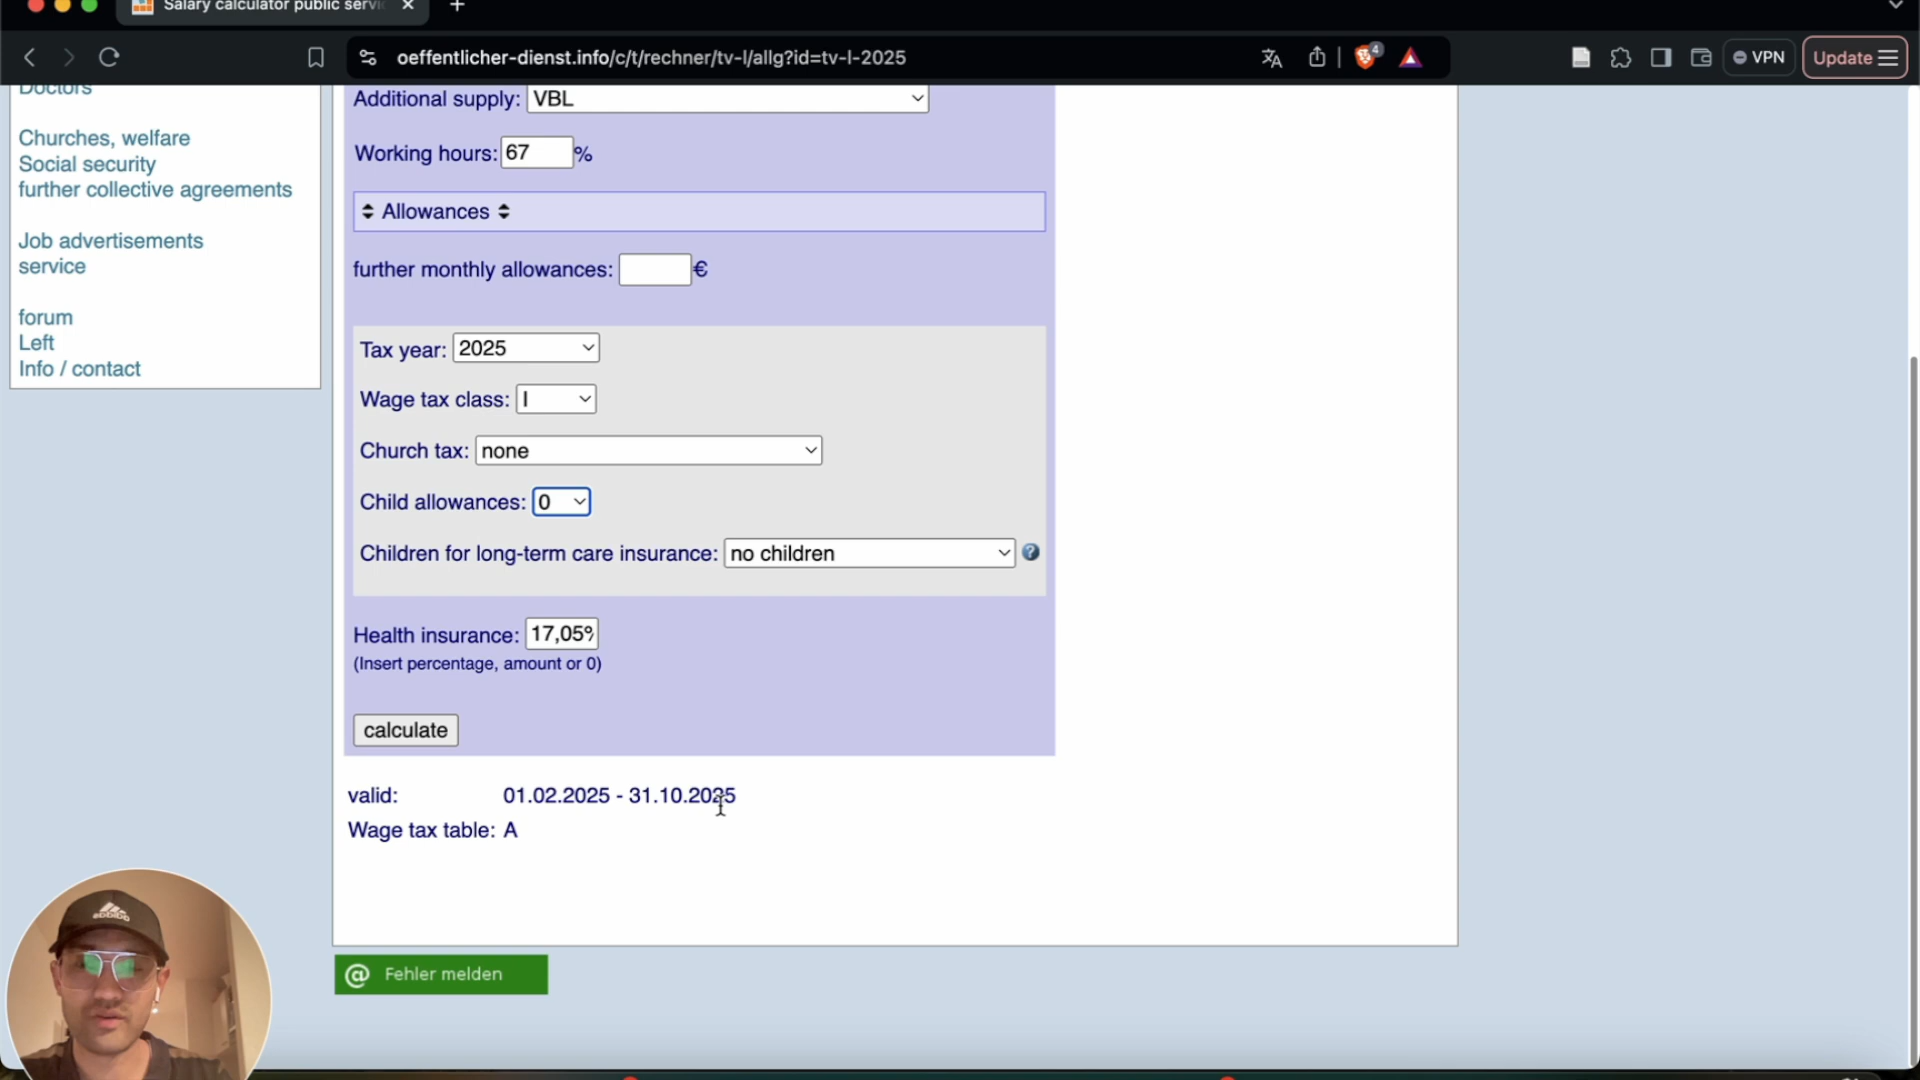 Salary calculator public servi
oeffentlicher-dienst.info/c/t/rechner/tv-l/allg?id=tv-l-2025
4
VPN
Update
Doctors
Churches, welfare
Social security
further collective agreements
Job advertisements
service
forum
Left
Info / contact
Additional supply: VBL
Working hours: 67 %
Allowances
further monthly allowances: €
Tax year: 2025
Wage tax class: I
Church tax: none
Child allowances: 0
Children for long-term care insurance: no children ?
Health insurance: 17,05%
(Insert percentage, amount or 0)
calculate
valid: 01.02.2025 - 31.10.2025
Wage tax table: A
@ Fehler melden